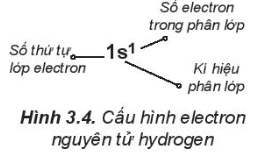 Số electron
trong phân lớp
Số thứ tự
lớp electron
1s¹
Kí hiệu
phân lớp
Hình 3.4. Cấu hình electron
nguyên tử hydrogen